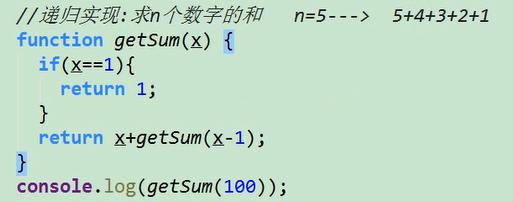 //递归实现:求n个数字的和   n=5--->  5+4+3+2+1
function getSum(x) {
  if(x==1){
    return 1;
  }
  return x+getSum(x-1);
}
console.log(getSum(100));